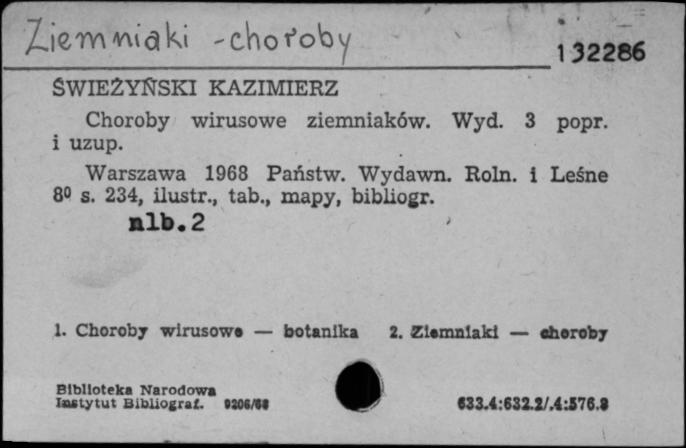 Ziemniaki - choroby
132286
ŚWIEŻYŃSKI KAZIMIERZ
Choroby wirusowe ziemniaków. Wyd. 3 popr.
i uzup.
Warszawa 1968 Państw. Wydawn. Roln. i Leśne
8⁰ s. 234, ilustr., tab., mapy, bibliogr.
nlb. 2
1. Choroby wirusowe — botanika 2. Ziemniaki — choroby
Biblioteka Narodowa
Instytut Bibliograf. 9206/68
633.4:632.2/.4:576.8